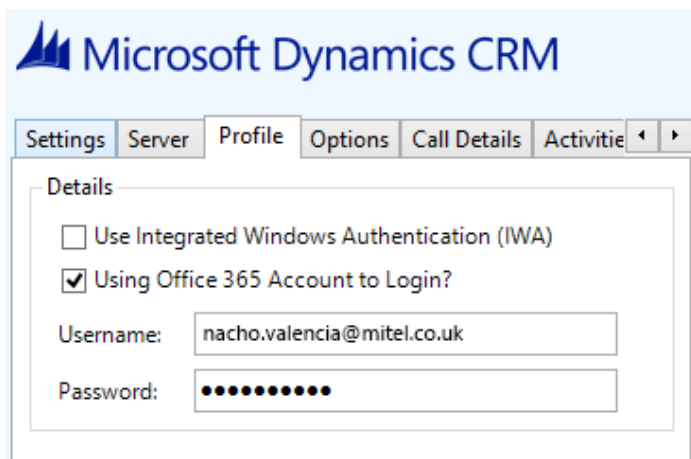 Microsoft Dynamics CRM
Settings Server Profile Options Call Details Activitie
Details
Use Integrated Windows Authentication (IWA)
Using Office 365 Account to Login?
Username: nacho.valencia@mitel.co.uk
Password: ●●●●●●●●●●